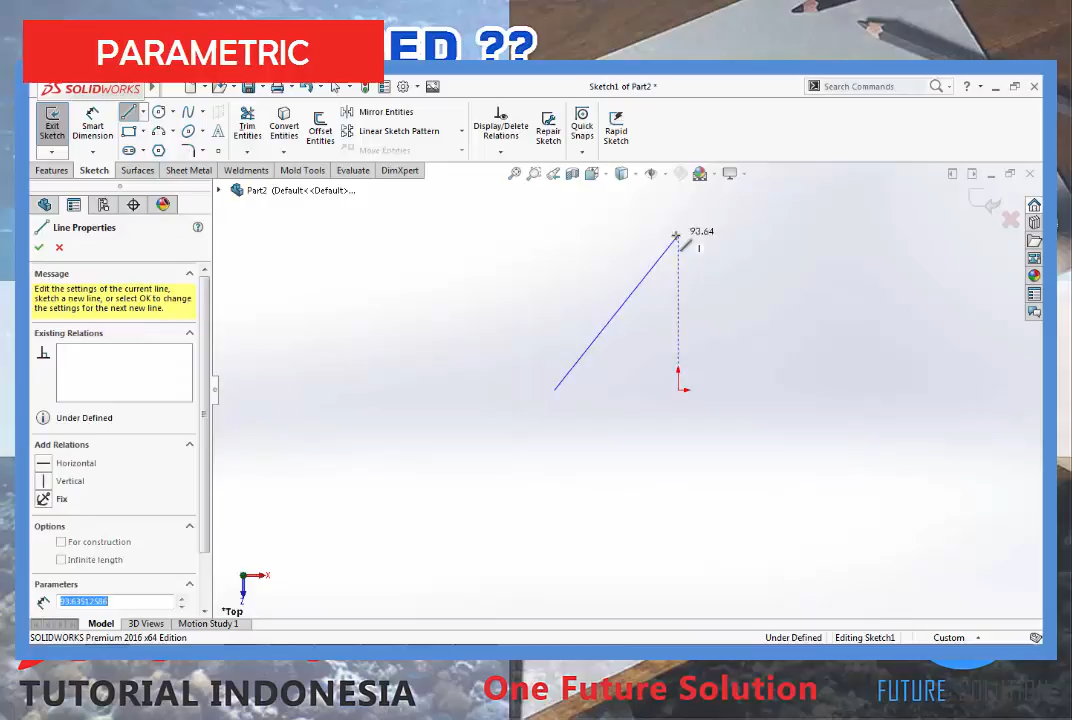 PARAMETRIC
ED ??
SOLIDWORKS
Sketch1 of Part2 *
Search Commands
?
Exit Sketch
Smart Dimension
Trim Entities
Convert Entities
Offset Entities
Mirror Entities
Linear Sketch Pattern
Move Entities
Display/Delete Relations
Repair Sketch
Quick Snaps
Rapid Sketch
Features
Sketch
Surfaces
Sheet Metal
Weldments
Mold Tools
Evaluate
DimXpert
Part2 (Default<<Default>...
Line Properties
Message
Edit the settings of the current line,
sketch a new line, or select OK to change
the settings for the next new line.
Existing Relations
Under Defined
Add Relations
Horizontal
Vertical
Fix
Options
For construction
Infinite length
Parameters
93.63512586
93.64
X
Z
*Top
Model
3D Views
Motion Study 1
SOLIDWORKS Premium 2016 x64 Edition
Under Defined
Editing Sketch1
Custom
TUTORIAL INDONESIA
One Future Solution
FUTURE SOLUTION